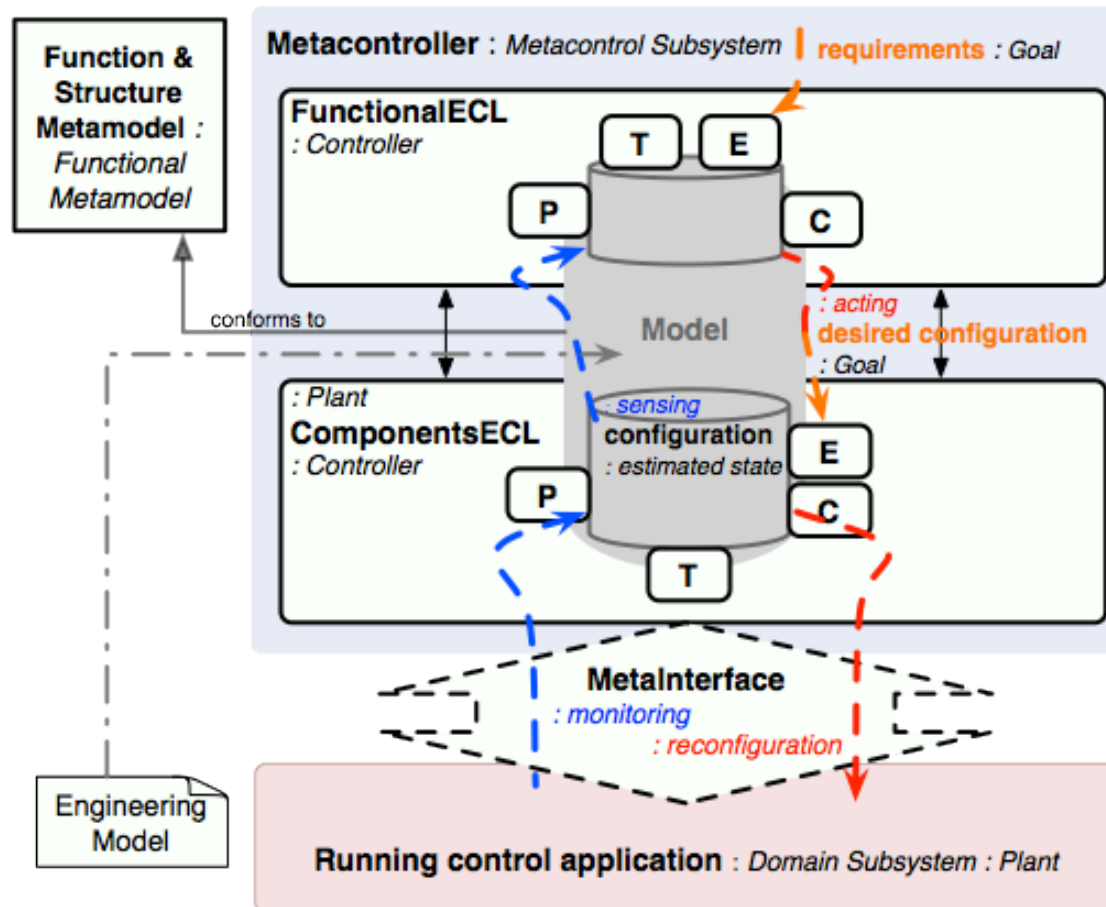 Function &
Structure
Metamodel :
Functional
Metamodel
Metacontroller : Metacontrol Subsystem
requirements : Goal
FunctionalECL
: Controller
T
E
P
C
conforms to
Model
: acting
desired configuration
: Goal
: Plant
ComponentsECL
: Controller
: sensing
configuration
: estimated state
E
P
C
T
MetaInterface
: monitoring
: reconfiguration
Engineering
Model
Running control application : Domain Subsystem : Plant